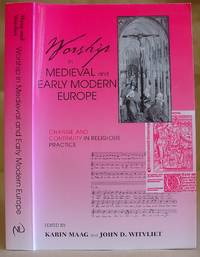 Worship
in
MEDIEVAL and
EARLY MODERN
EUROPE
CHANGE AND
CONTINUITY IN RELIGIOUS
PRACTICE
EDITED BY
KARIN MAAG and JOHN D. WITVLIET
Maag and
Witvliet
Worship in Medieval and Early Modern Europe